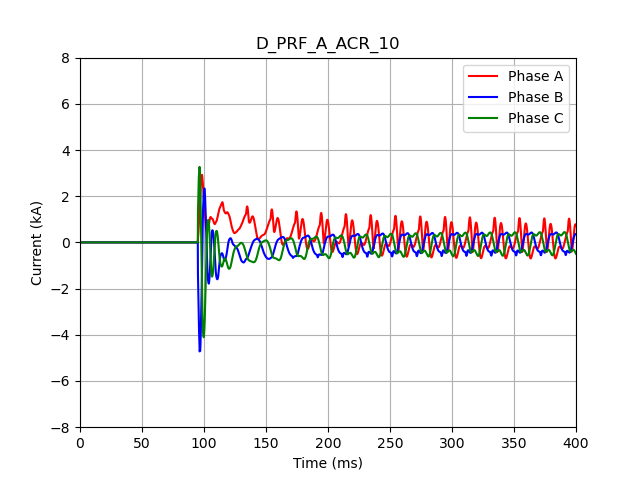 D_PRF_A_ACR_10
Phase A
Phase B
Phase C
Current (kA)
8
6
4
2
0
−2
−4
−6
−8
0 50 100 150 200 250 300 350 400
Time (ms)